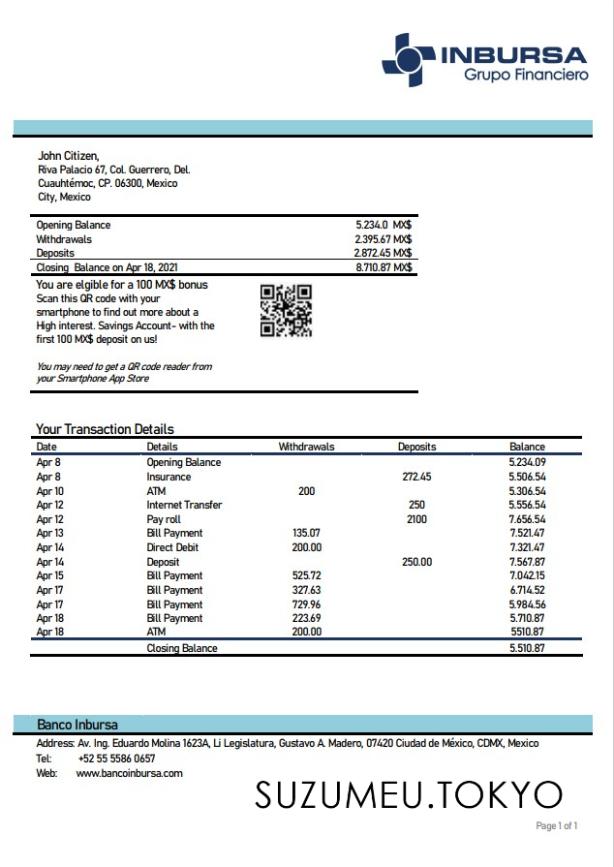 INBURSA
Grupo Financiero
John Citizen,
Riva Palacio 67, Col. Guerrero, Del.
Cuauhtémoc, CP. 06300, Mexico
City, Mexico
Opening Balance 5.234.0 MX$
Withdrawals 2.395.67 MX$
Deposits 2.872.45 MX$
Closing Balance on Apr 18, 2021 8.710.87 MX$
You are elgible for a 100 MX$ bonus
Scan this QR code with your
smartphone to find out more about a
High interest. Savings Account- with the
first 100 MX$ deposit on us!
You may need to get a QR code reader from
your Smartphone App Store
Your Transaction Details
Date Details Withdrawals Deposits Balance
Apr 8 Opening Balance 5.234.09
Apr 8 Insurance 272.45 5.506.54
Apr 10 ATM 200 5.306.54
Apr 12 Internet Transfer 250 5.556.54
Apr 12 Pay roll 2100 7.656.54
Apr 13 Bill Payment 135.07 7.521.47
Apr 14 Direct Debit 200.00 7.321.47
Apr 14 Deposit 250.00 7.567.87
Apr 15 Bill Payment 525.72 7.042.15
Apr 17 Bill Payment 327.63 6.714.52
Apr 17 Bill Payment 729.96 5.984.56
Apr 18 Bill Payment 223.69 5.710.87
Apr 18 ATM 200.00 5510.87
Closing Balance 5.510.87
Banco Inbursa
Address: Av. Ing. Eduardo Molina 1623A, Li Legislatura, Gustavo A. Madero, 07420 Ciudad de México, CDMX, Mexico
Tel: +52 55 5586 0657
Web: www.bancoinbursa.com
SUZUMEU.TOKYO
Page 1 of 1